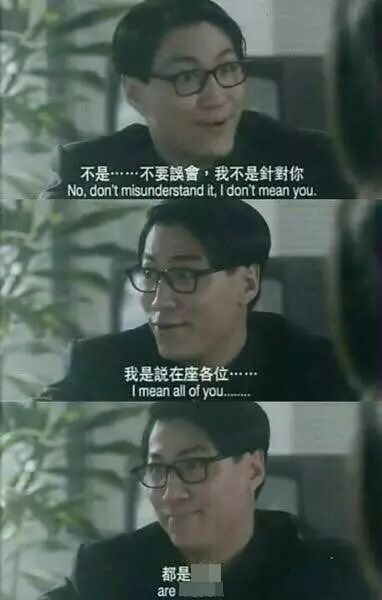 不是……不要誤會，我不是針對你
No, don't misunderstand it, I don't mean you.
我是説在座各位……
I mean all of you........
都是
are